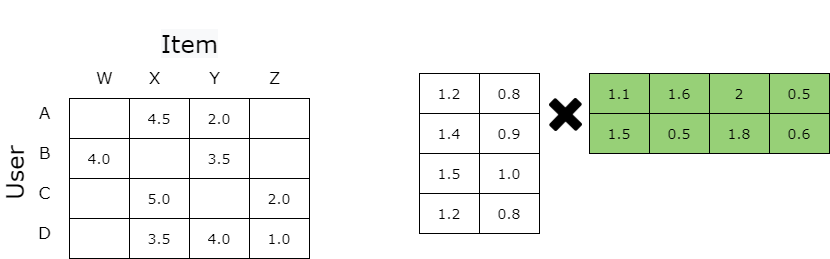 Item
W X Y Z
User
A 4.5 2.0
B 4.0 3.5
C 5.0 2.0
D 3.5 4.0 1.0
1.2 0.8
1.4 0.9
1.5 1.0
1.2 0.8
1.1 1.6 2 0.5
1.5 0.5 1.8 0.6